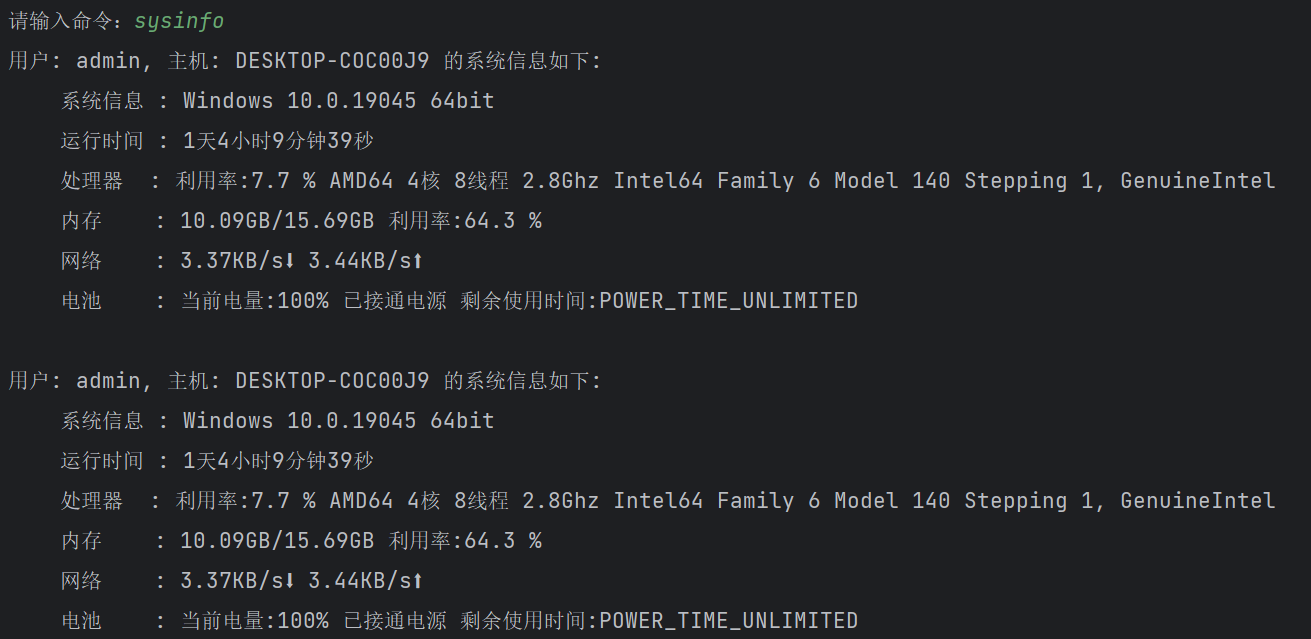 请输入命令：sysinfo
用户: admin, 主机: DESKTOP-COC00J9 的系统信息如下:
系统信息 : Windows 10.0.19045 64bit
运行时间 : 1天4小时9分钟39秒
处理器 : 利用率:7.7 % AMD64 4核 8线程 2.8Ghz Intel64 Family 6 Model 140 Stepping 1, GenuineIntel
内存 : 10.09GB/15.69GB 利用率:64.3 %
网络 : 3.37KB/s⬇ 3.44KB/s⬆
电池 : 当前电量:100% 已接通电源 剩余使用时间:POWER_TIME_UNLIMITED
用户: admin, 主机: DESKTOP-COC00J9 的系统信息如下:
系统信息 : Windows 10.0.19045 64bit
运行时间 : 1天4小时9分钟39秒
处理器 : 利用率:7.7 % AMD64 4核 8线程 2.8Ghz Intel64 Family 6 Model 140 Stepping 1, GenuineIntel
内存 : 10.09GB/15.69GB 利用率:64.3 %
网络 : 3.37KB/s⬇ 3.44KB/s⬆
电池 : 当前电量:100% 已接通电源 剩余使用时间:POWER_TIME_UNLIMITED